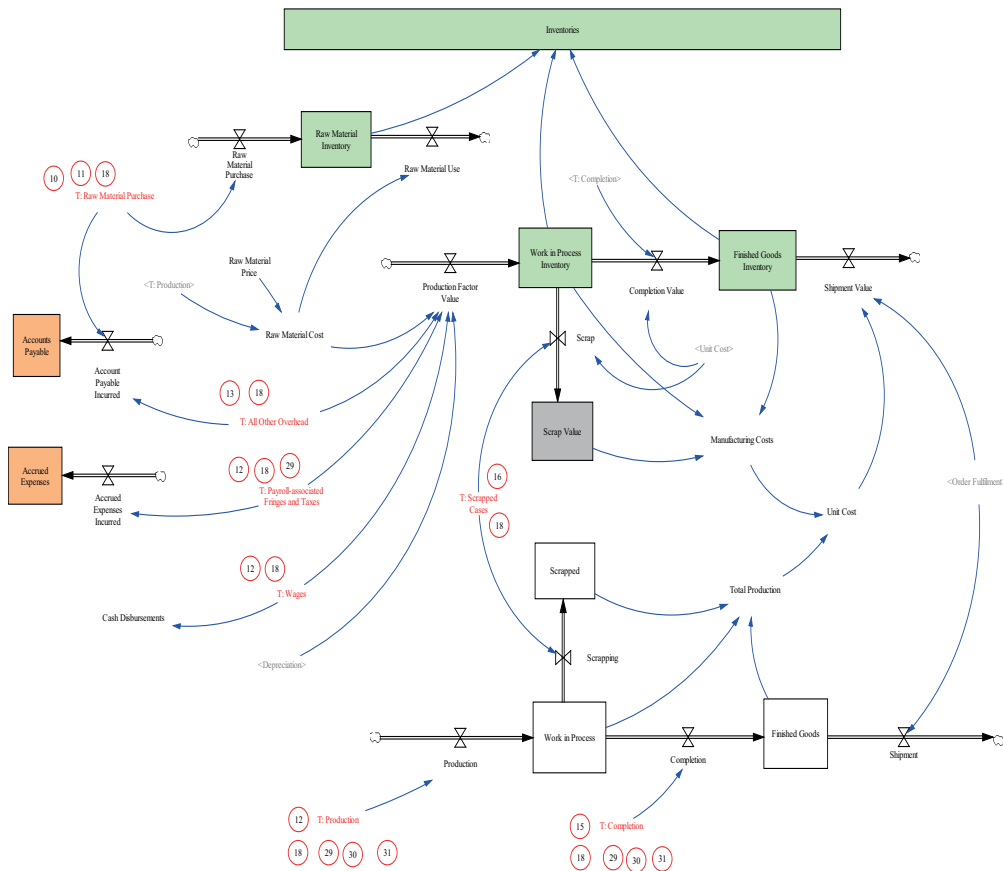 Inventories
Raw Material
Inventory
Raw
Material
Purchase
Raw Material Use
10
11
18
T: Raw Material Purchase
<T: Completion>
Work in Process
Inventory
Finished Goods
Inventory
Raw Material
Price
Production Factor
Value
Completion Value
Shipment Value
<T: Production>
Raw Material Cost
Accounts
Payable
Account
Payable
Incurred
Scrap
<Unit Cost>
13
18
T: All Other Overhead
Scrap Value
Manufacturing Costs
Accrued
Expenses
Accrued
Expenses
Incurred
12
18
29
T: Payroll-associated
Fringes and Taxes
16
T: Scrapped
Cases
18
<Order Fulfilment>
Unit Cost
12
18
T: Wages
Scrapped
Total Production
Cash Disbursements
<Depreciation>
Scrapping
Work in Process
Finished Goods
Production
Completion
Shipment
12
T: Production
18
29
30
31
15
T: Completion
18
29
30
31